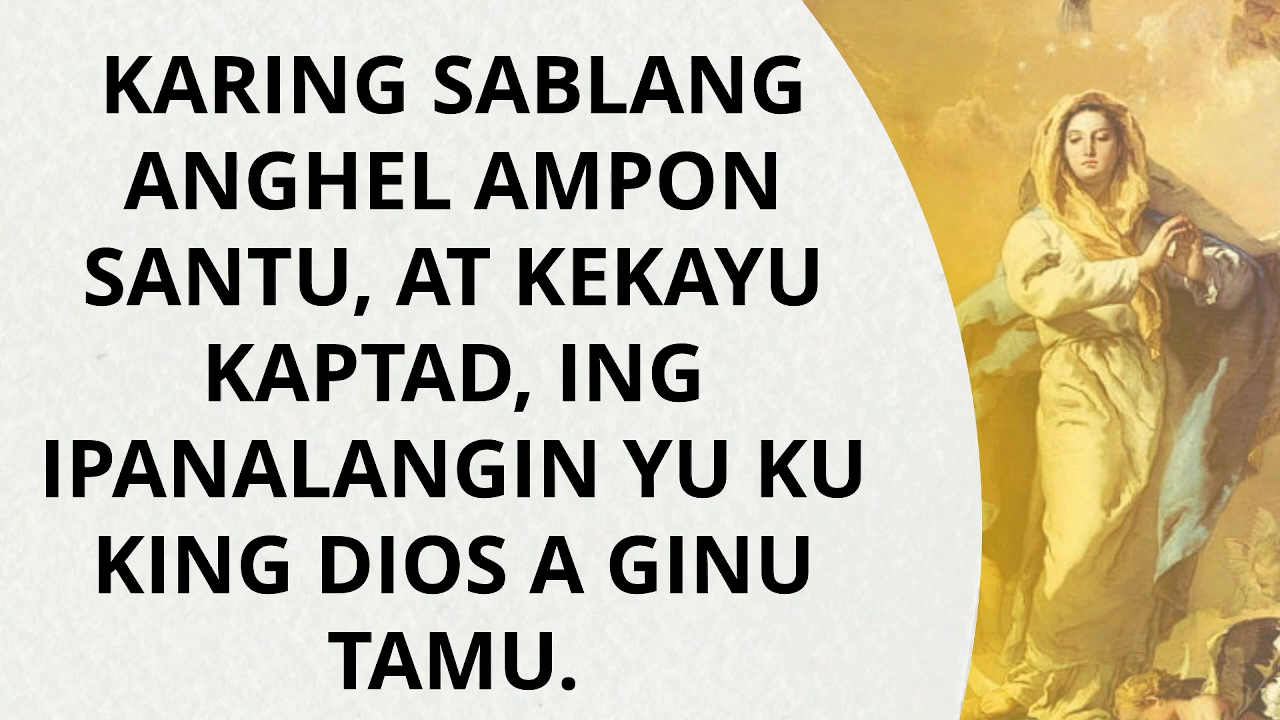 KARING SABLANG
ANGHEL AMPON
SANTU, AT KEKAYU
KAPTAD, ING
IPANALANGIN YU KU
KING DIOS A GINU
TAMU.